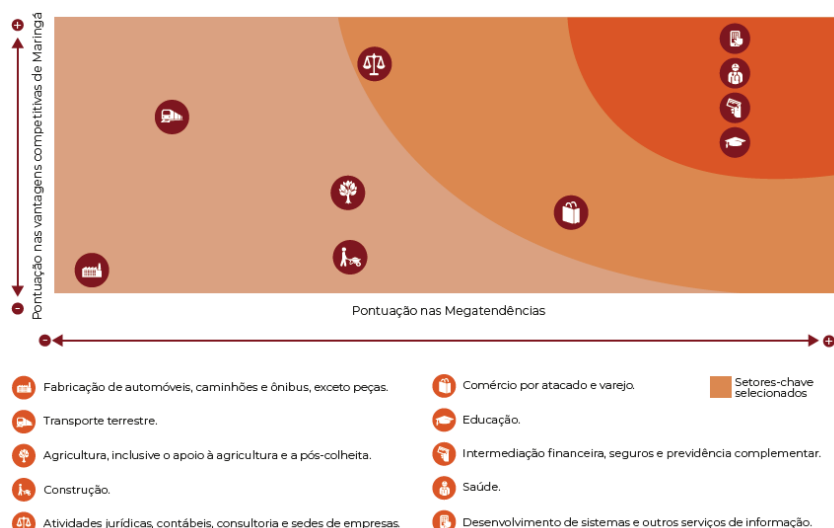 Pontuação nas vantagens competitivas de Maringá
Pontuação nas Megatendências
Fabricação de automóveis, caminhões e ônibus, exceto peças.
Transporte terrestre.
Agricultura, inclusive o apoio à agricultura e a pós-colheita.
Construção.
Atividades jurídicas, contábeis, consultoria e sedes de empresas.
Comércio por atacado e varejo.
Educação.
Intermediação financeira, seguros e previdência complementar.
Saúde.
Desenvolvimento de sistemas e outros serviços de informação.
Setores-chave
selecionados